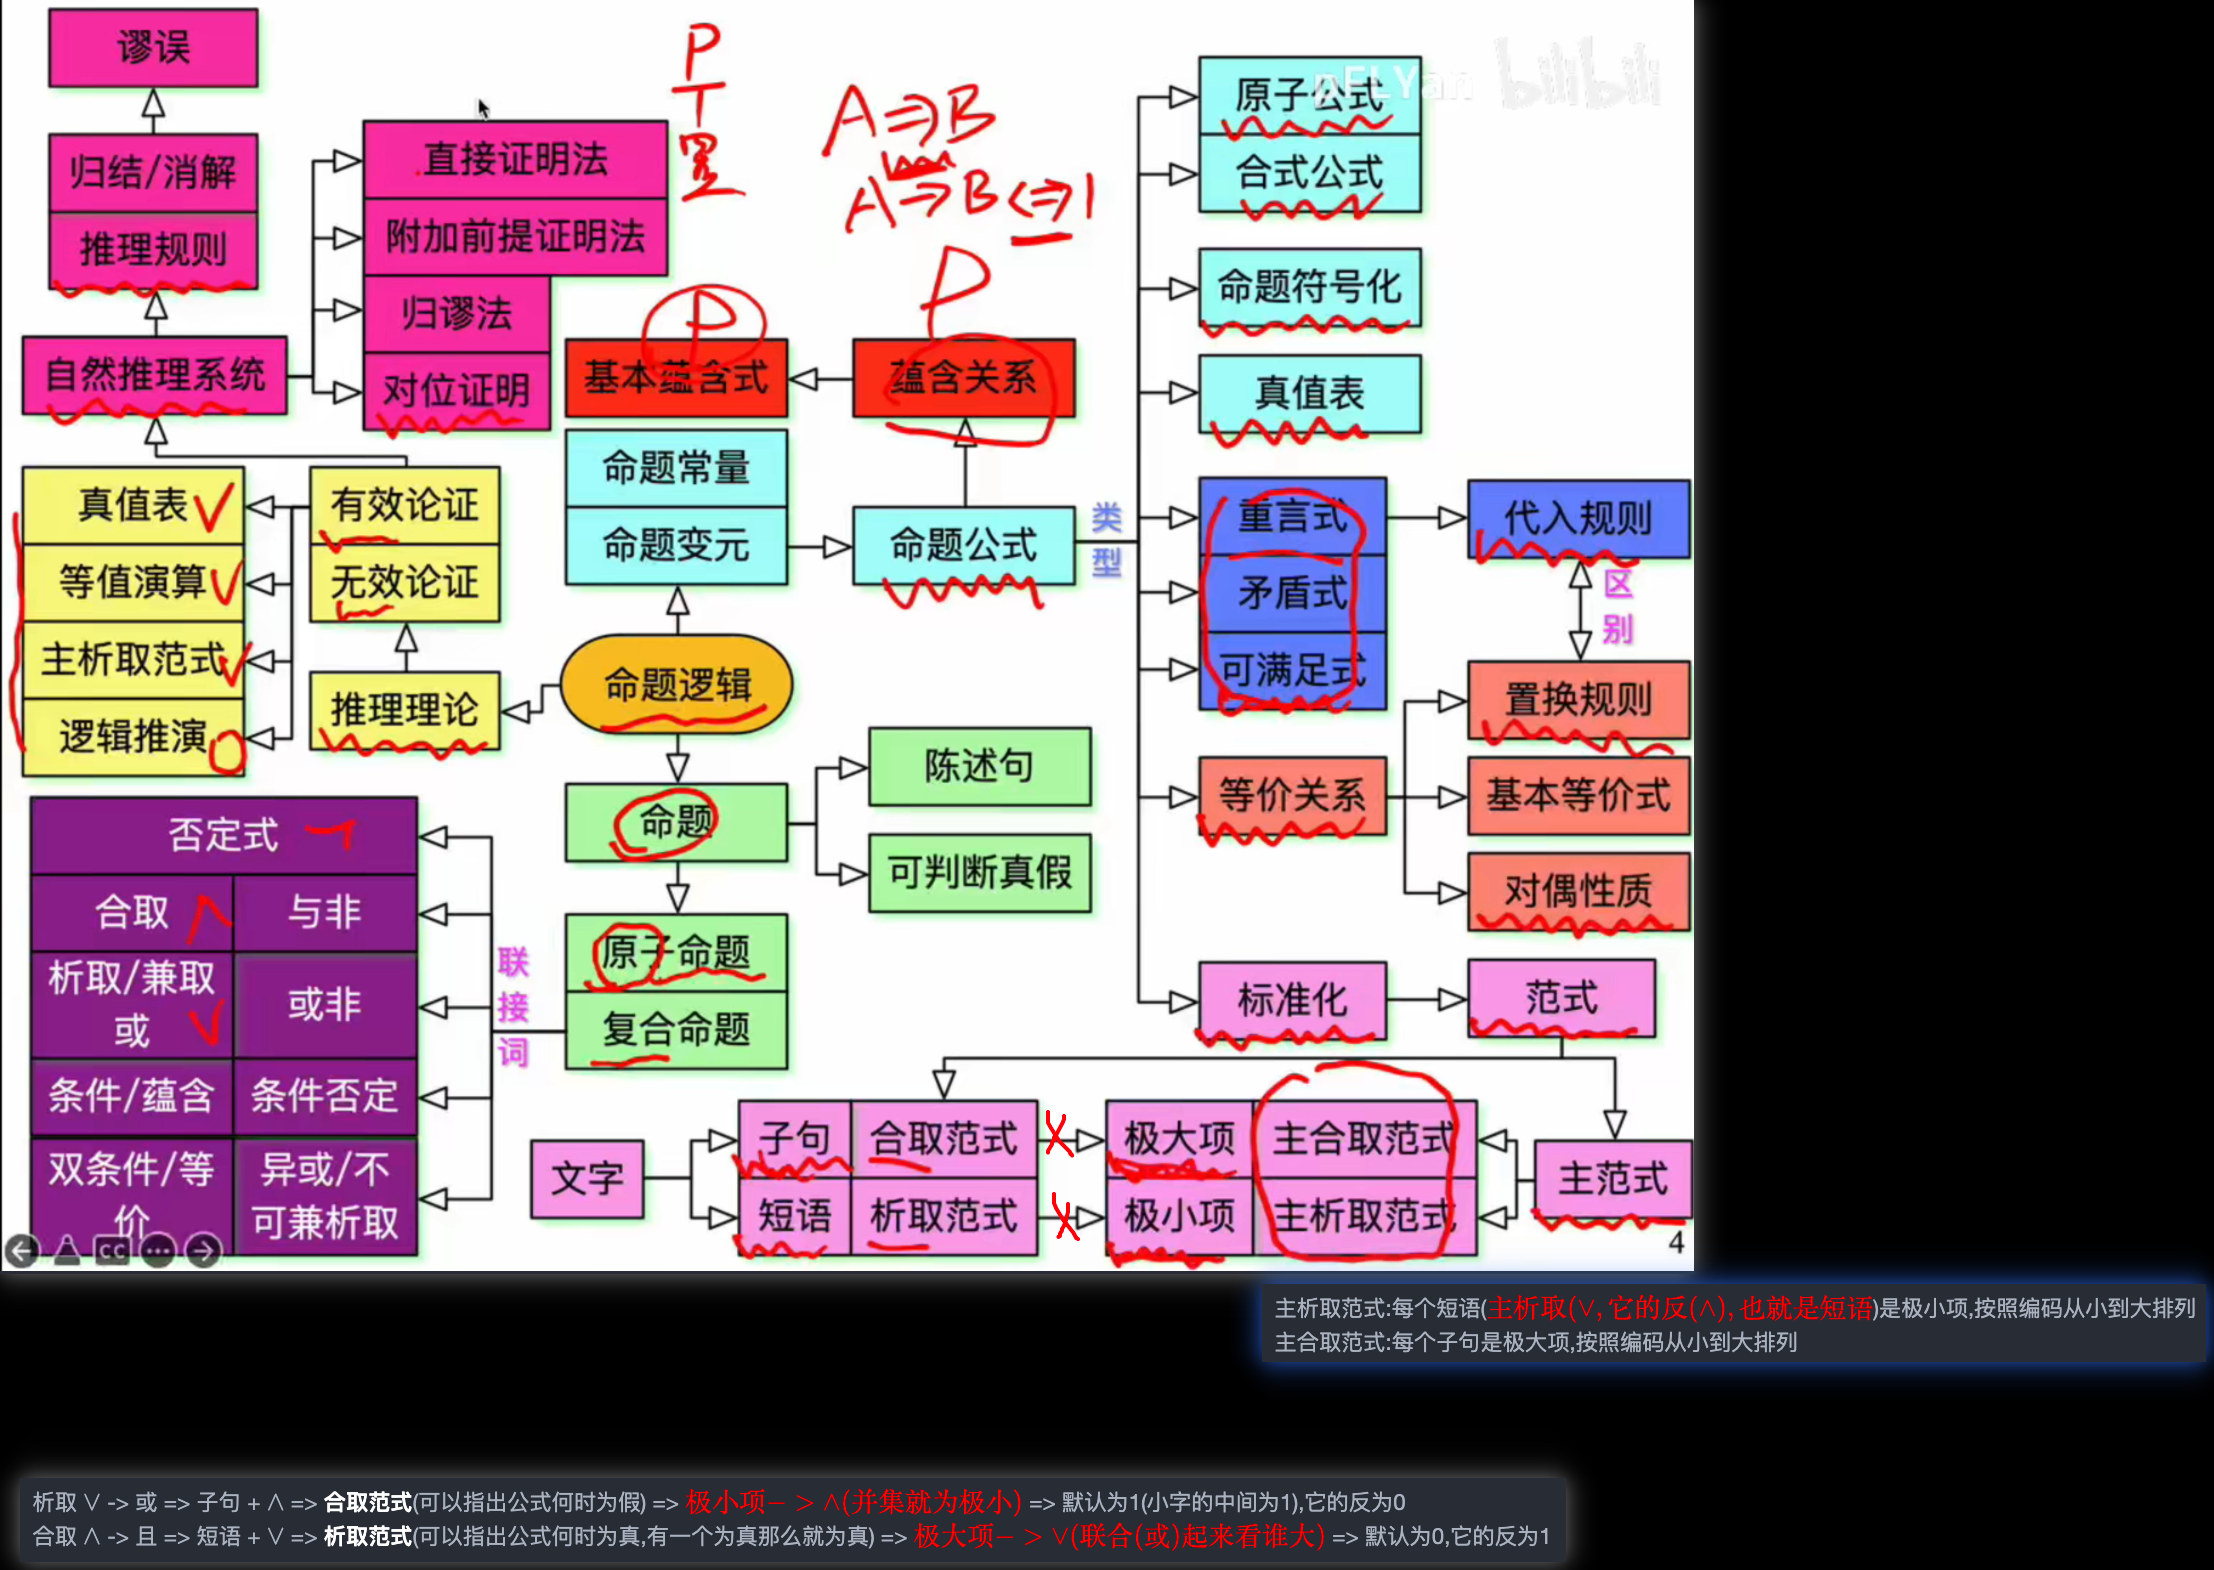 谬误
归结/消解
推理规则
自然推理系统
直接证明法
附加前提证明法
归谬法
对位证明
P
T
置
A⇒B
A⇒B⇔1
P
P
基本蕴含式
蕴含关系
命题常量
命题变元
命题公式
类型
原子公式
合式公式
命题符号化
真值表
重言式
矛盾式
可满足式
代入规则
区别
置换规则
等价关系
基本等价式
对偶性质
标准化
范式
真值表
等值演算
主析取范式
逻辑推演
有效论证
无效论证
推理理论
命题逻辑
命题
陈述句
可判断真假
原子命题
复合命题
联接词
否定式 ¬
合取 ∧
与非
析取/兼取
或 ∨
或非
条件/蕴含
条件否定
双条件/等
价
异或/不
可兼析取
文字
子句
合取范式
短语
析取范式
极大项
主合取范式
极小项
主析取范式
主范式
4
CC
pELYan bilibili
主析取范式:每个短语(主析取(∨,它的反(∧),也就是短语)是极小项,按照编码从小到大排列
主合取范式:每个子句是极大项,按照编码从小到大排列
析取 ∨ -> 或 => 子句 + ∧ => 合取范式(可以指出公式何时为假) => 极小项− > ∧(并集就为极小) => 默认为1(小字的中间为1),它的反为0
合取 ∧ -> 且 => 短语 + ∨ => 析取范式(可以指出公式何时为真,有一个为真那么就为真) => 极大项− > ∨(联合(或)起来看谁大) => 默认为0,它的反为1